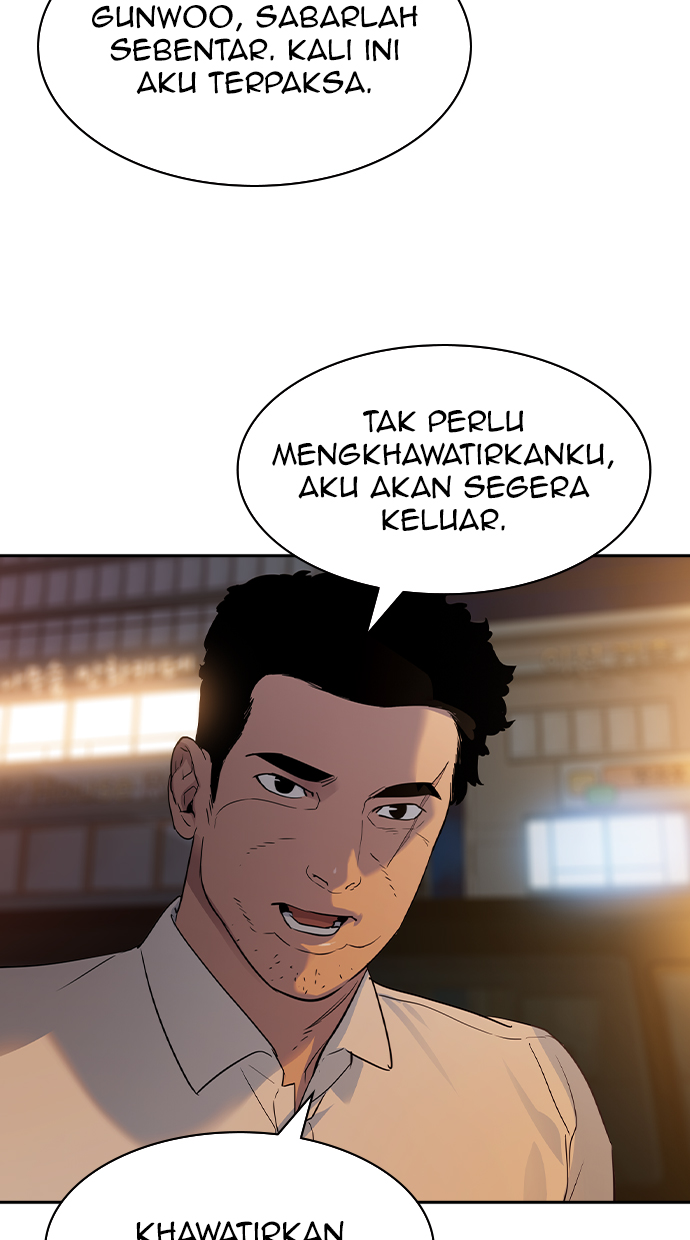 GUNWOO, SABARLAH
SEBENTAR. KALI INI
AKU TERPAKSA.
TAK PERLU
MENGKHAWATIRKANKU,
AKU AKAN SEGERA
KELUAR.
KHAWATIRKAN